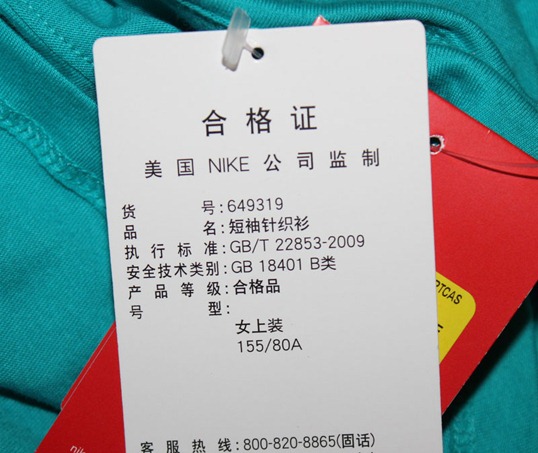 合格证
美国 NIKE 公司监制
货号:649319
品名:短袖针织衫
执行标准:GB/T 22853-2009
安全技术类别:GB 18401 B类
产品等级:合格品
号型:
女上装
155/80A
客服热线:800-820-8865(固话)